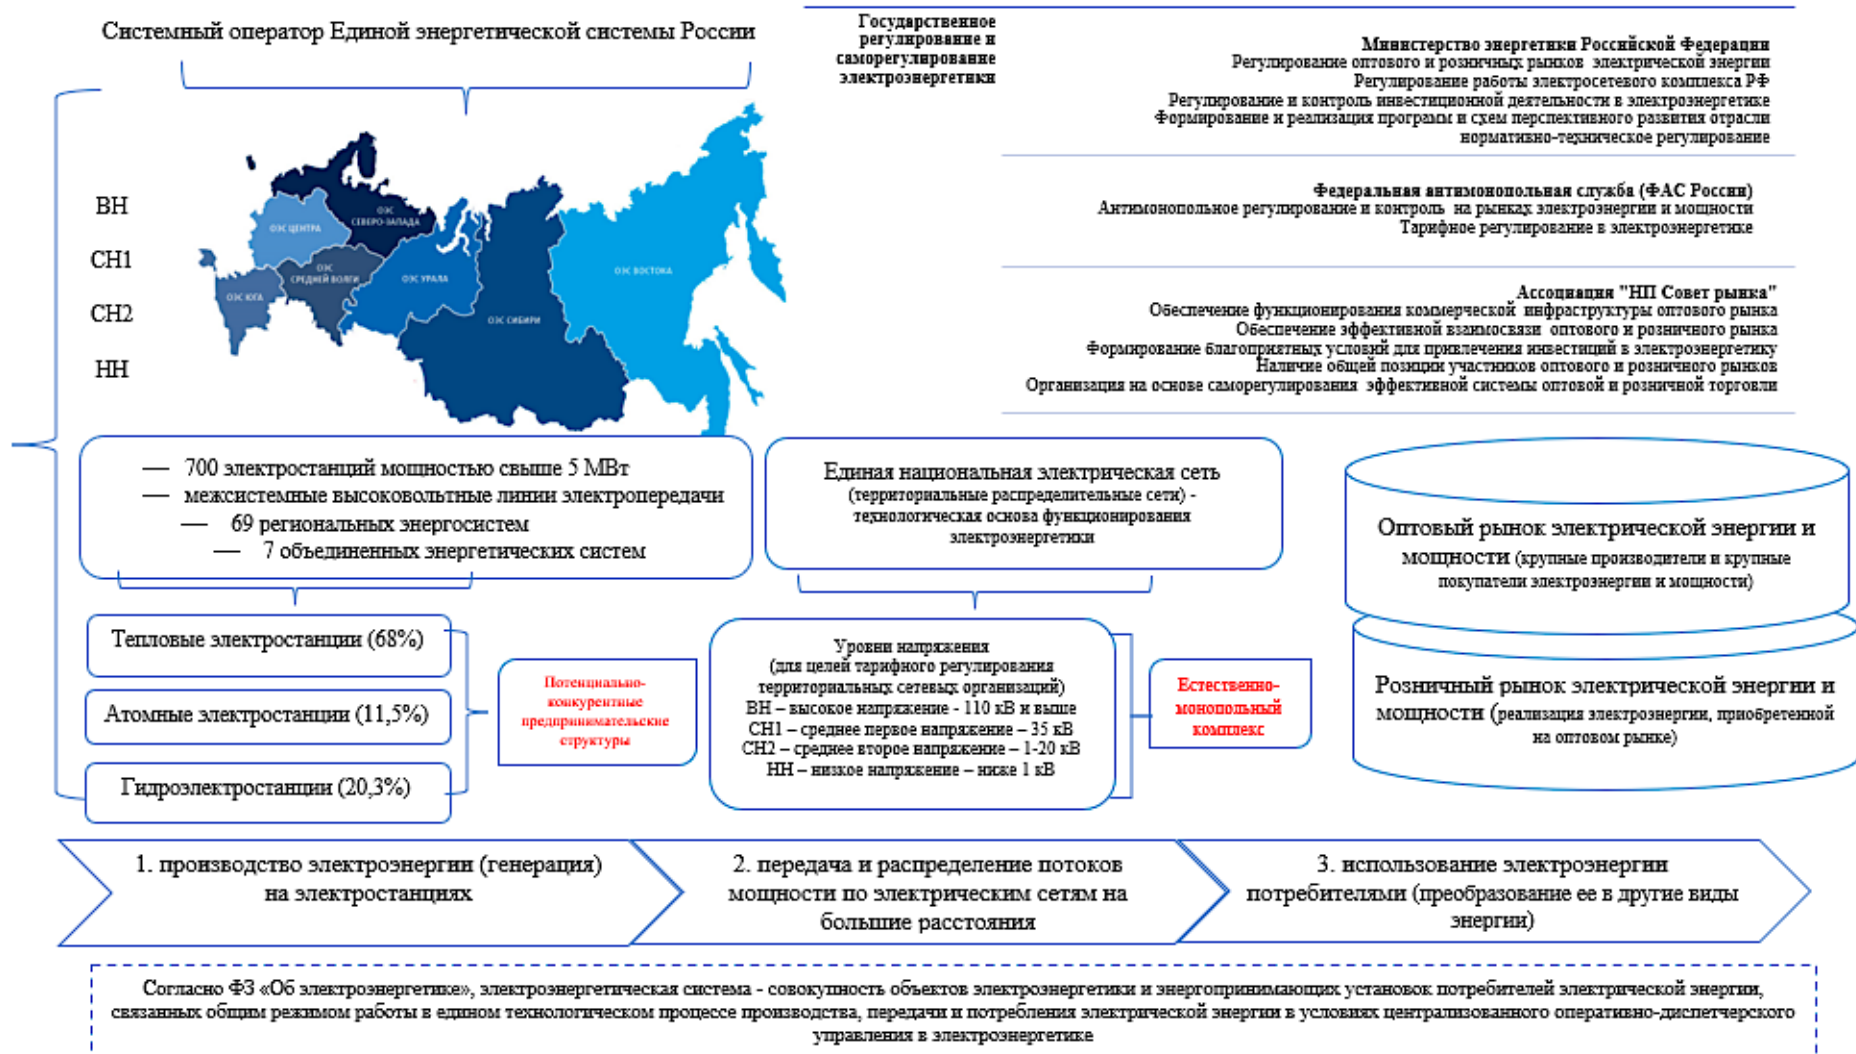 Системный оператор Единой энергетической системы России
Государственное
регулирование и
саморегулирование
электроэнергетики
Министерство энергетики Российской Федерации
Регулирование оптового и розничных рынков электрической энергии
Регулирование работы электросетевого комплекса РФ
Регулирование и контроль инвестиционной деятельности в электроэнергетике
Формирование и реализация программ и схем перспективного развития отрасли
нормативно-техническое регулирование
Федеральная антимонопольная служба (ФАС России)
Антимонопольное регулирование и контроль на рынках электроэнергии и мощности
Тарифное регулирование в электроэнергетике
Ассоциация "НП Совет рынка"
Обеспечение функционирования коммерческой инфраструктуры оптового рынка
Обеспечение эффективной взаимосвязи оптового и розничного рынка
Формирование благоприятных условий для привлечения инвестиций в электроэнергетику
Наличие общей позиции участников оптового и розничного рынков
Организация на основе саморегулирования эффективной системы оптовой и розничной торговли
ВН
СН1
СН2
НН
ОЭС
СЕВЕРО-ЗАПАДА
ОЭС ЦЕНТРА
ОЭС
СРЕДНЕЙ ВОЛГИ
ОЭС УРАЛА
ОЭС ЮГА
ОЭС СИБИРИ
ОЭС ВОСТОКА
— 700 электростанций мощностью свыше 5 МВт
— межсистемные высоковольтные линии электропередачи
— 69 региональных энергосистем
— 7 объединенных энергетических систем
Единая национальная электрическая сеть
(территориальные распределительные сети) -
технологическая основа функционирования
электроэнергетики
Оптовый рынок электрической энергии и
мощности (крупные производители и крупные
покупатели электроэнергии и мощности)
Тепловые электростанции (68%)
Атомные электростанции (11,5%)
Гидроэлектростанции (20,3%)
Потенциально-
конкурентные
предпринимательские
структуры
Уровни напряжения
(для целей тарифного регулирования
территориальных сетевых организаций)
ВН – высокое напряжение - 110 кВ и выше
СН1 – среднее первое напряжение – 35 кВ
СН2 – среднее второе напряжение – 1-20 кВ
НН – низкое напряжение – ниже 1 кВ
Естественно-
монопольный
комплекс
Розничный рынок электрической энергии и
мощности (реализация электроэнергии, приобретенной
на оптовом рынке)
1. производство электроэнергии (генерация)
на электростанциях
2. передача и распределение потоков
мощности по электрическим сетям на
большие расстояния
3. использование электроэнергии
потребителями (преобразование ее в другие виды
энергии)
Согласно ФЗ «Об электроэнергетике», электроэнергетическая система - совокупность объектов электроэнергетики и энергопринимающих установок потребителей электрической энергии,
связанных общим режимом работы в едином технологическом процессе производства, передачи и потребления электрической энергии в условиях централизованного оперативно-диспетчерского
управления в электроэнергетике